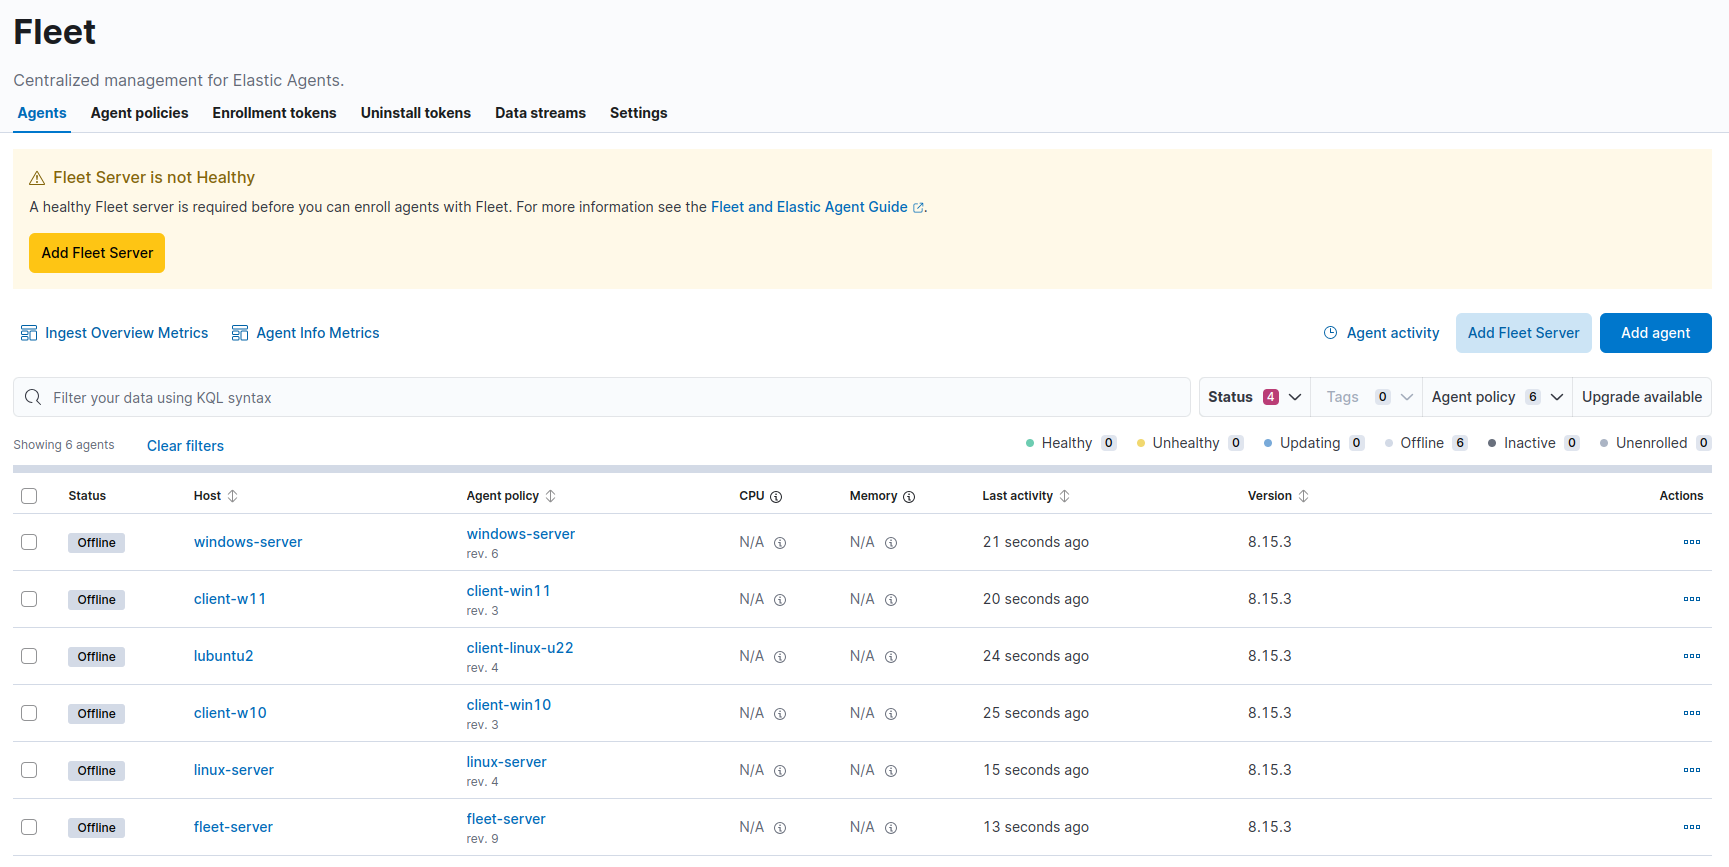 Fleet
Centralized management for Elastic Agents.
Agents Agent policies Enrollment tokens Uninstall tokens Data streams Settings
Fleet Server is not Healthy
A healthy Fleet server is required before you can enroll agents with Fleet. For more information see the Fleet and Elastic Agent Guide.
Add Fleet Server
Ingest Overview Metrics Agent Info Metrics Agent activity Add Fleet Server Add agent
Filter your data using KQL syntax Status 4 Tags 0 Agent policy 6 Upgrade available
Showing 6 agents Clear filters Healthy 0 Unhealthy 0 Updating 0 Offline 6 Inactive 0 Unenrolled 0
Status Host Agent policy CPU Memory Last activity Version Actions
Offline windows-server windows-server N/A N/A 21 seconds ago 8.15.3
rev. 6
Offline client-w11 client-win11 N/A N/A 20 seconds ago 8.15.3
rev. 3
Offline lubuntu2 client-linux-u22 N/A N/A 24 seconds ago 8.15.3
rev. 4
Offline client-w10 client-win10 N/A N/A 25 seconds ago 8.15.3
rev. 3
Offline linux-server linux-server N/A N/A 15 seconds ago 8.15.3
rev. 4
Offline fleet-server fleet-server N/A N/A 13 seconds ago 8.15.3
rev. 9